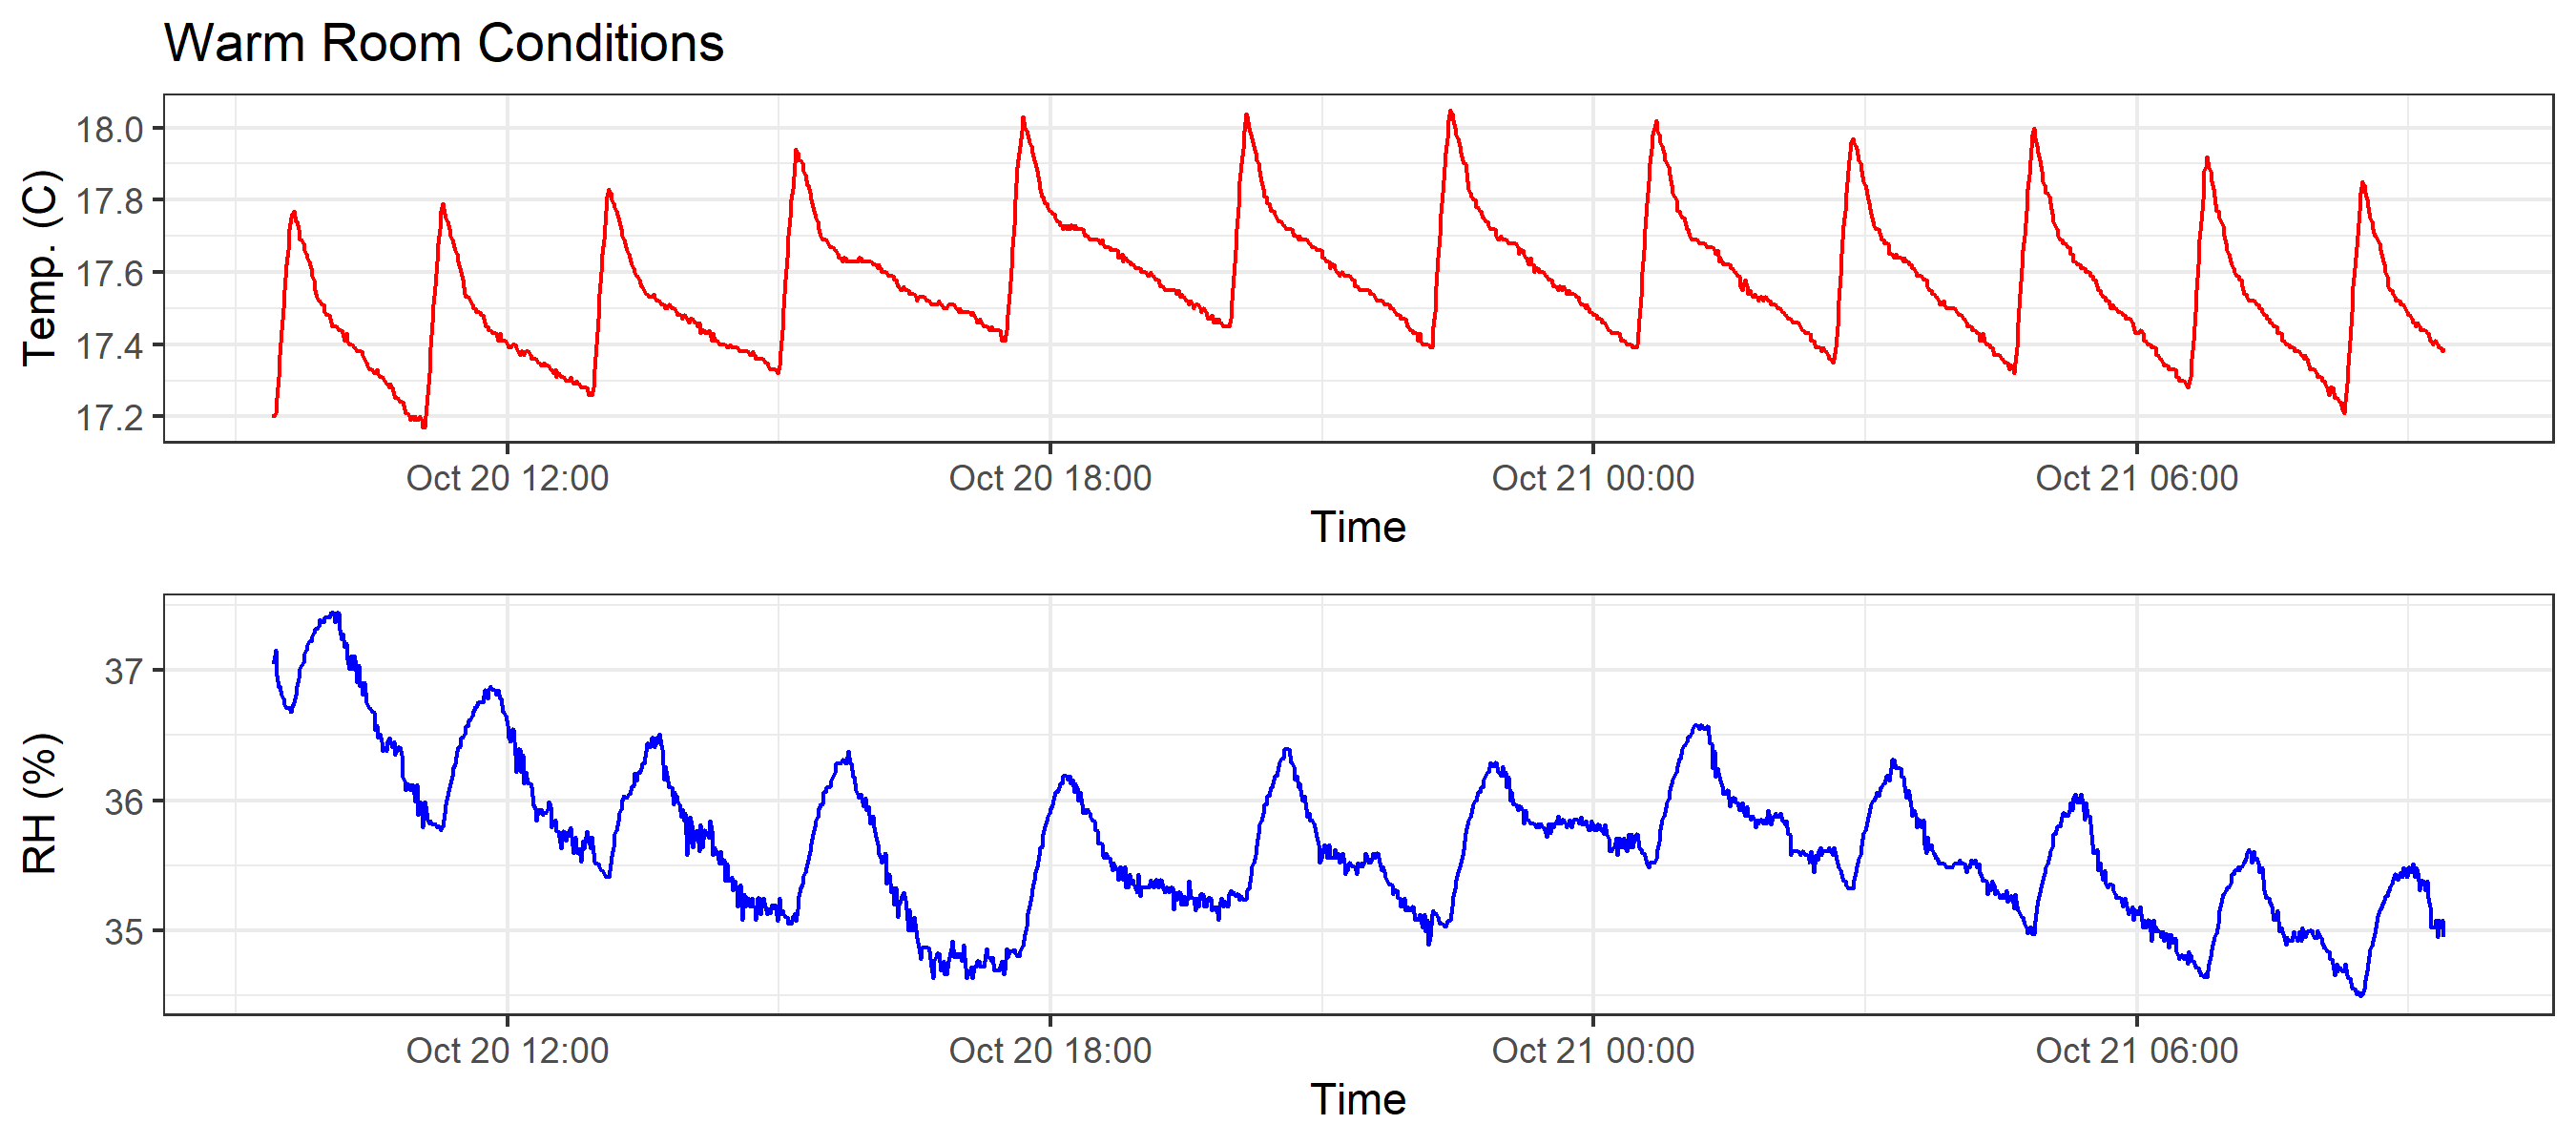 Warm Room Conditions
Temp. (C)
18.0
17.8
17.6
17.4
17.2
Oct 20 12:00 Oct 20 18:00 Oct 21 00:00 Oct 21 06:00
Time
RH (%)
37
36
35
Oct 20 12:00 Oct 20 18:00 Oct 21 00:00 Oct 21 06:00
Time